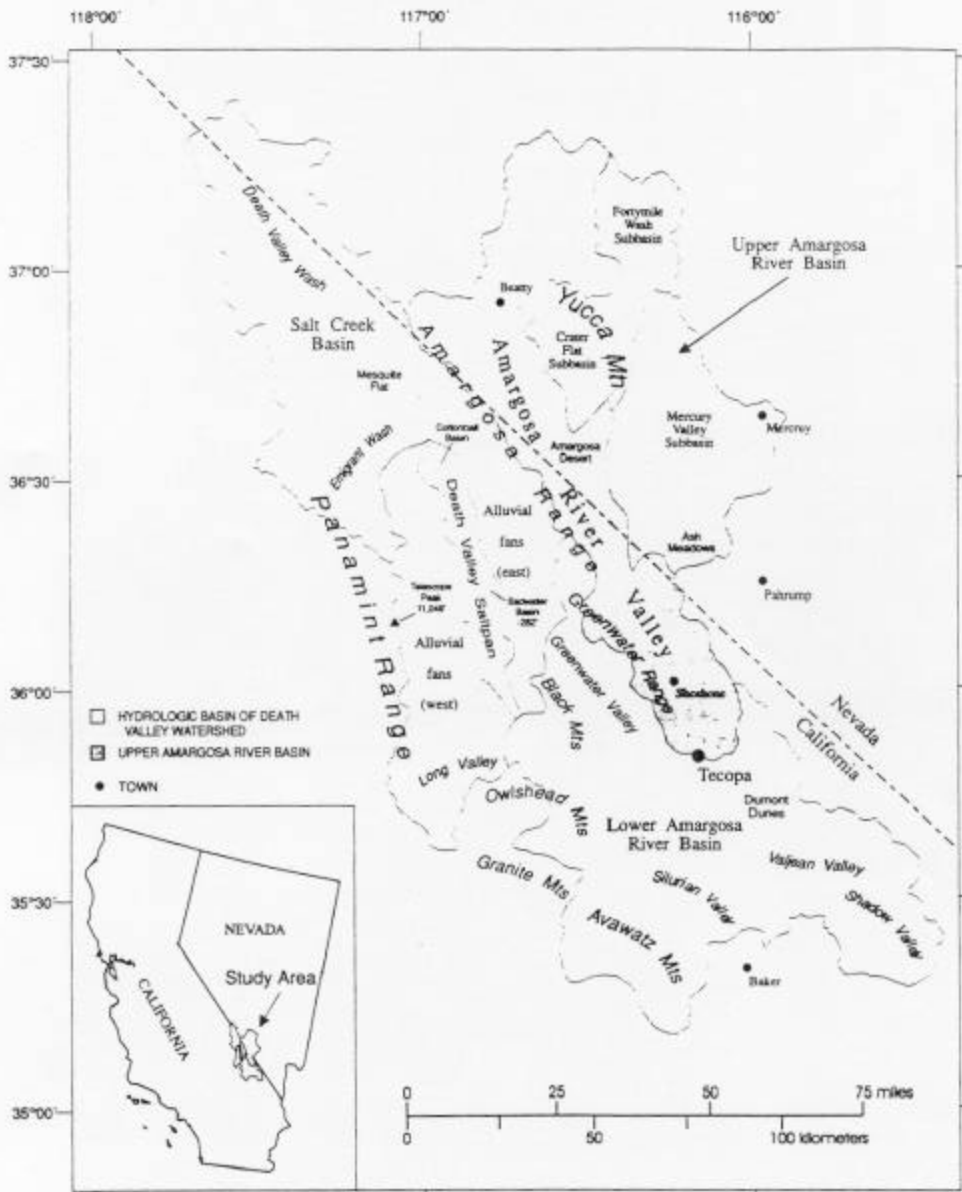 118°00'
117°00'
116°00'
37°30'
37°00'
36°30'
36°00'
35°30'
35°00'
Death Valley Wash
Fortymile
Wash
Subbasin
Upper Amargosa
River Basin
Beatty
Yucca Mtn
Salt Creek
Basin
Crater
Flat
Subbasin
Mesquite
Flat
Amargosa Range
Amargosa River Valley
Mercury
Valley
Subbasin
Mercury
Cottonball
Basin
Amargosa
Desert
Emigrant Wash
Panamint Range
Death Valley Saltpan
Alluvial
fans
(east)
Ash
Meadows
Pahrump
Telescope
Peak
11,049'
Badwater
Basin
-282'
Greenwater Range
Alluvial
fans
(west)
Greenwater Valley
Black Mts
Shoshone
Nevada
California
HYDROLOGIC BASIN OF DEATH
VALLEY WATERSHED
UPPER AMARGOSA RIVER BASIN
TOWN
Long Valley
Tecopa
Owlshead Mts
Dumont
Dunes
Lower Amargosa
River Basin
Valjean Valley
Granite Mts
Silurian Valley
Shadow Valley
Avawatz Mts
Baker
NEVADA
Study Area
CALIFORNIA
0 25 50 75 miles
0 50 100 kilometers